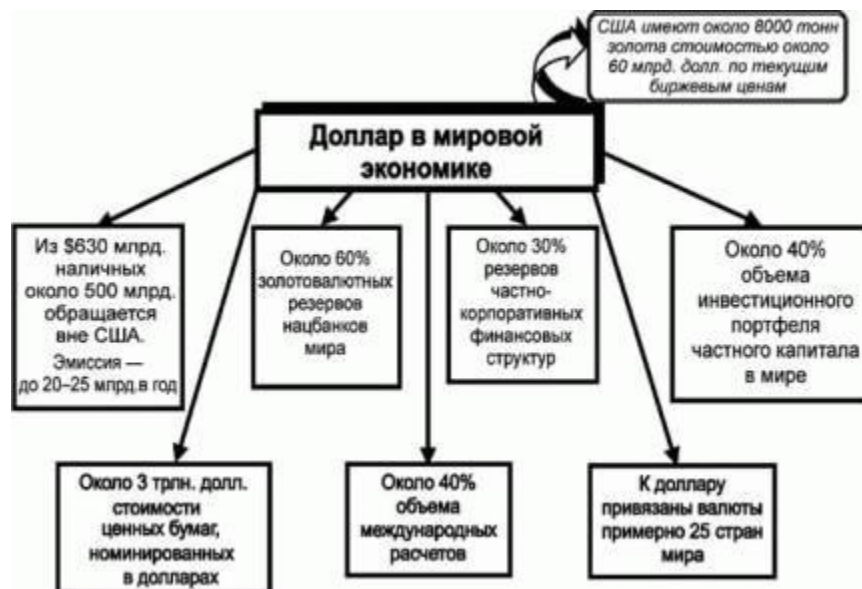 США имеют около 8000 тонн
золота стоимостью около
60 млрд. долл. по текущим
биржевым ценам
Доллар в мировой
экономике
Из $630 млрд.
наличных
около 500 млрд.
обращается
вне США.
Эмиссия —
до 20–25 млрд.в год
Около 60%
золотовалютных
резервов
нацбанков
мира
Около 30%
резервов
частно-
корпоративных
финансовых
структур
Около 40%
объема
инвестиционного
портфеля
частного капитала
в мире
Около 3 трлн. долл.
стоимости
ценных бумаг,
номинированных
в долларах
Около 40%
объема
международных
расчетов
К доллару
привязаны валюты
примерно 25 стран
мира